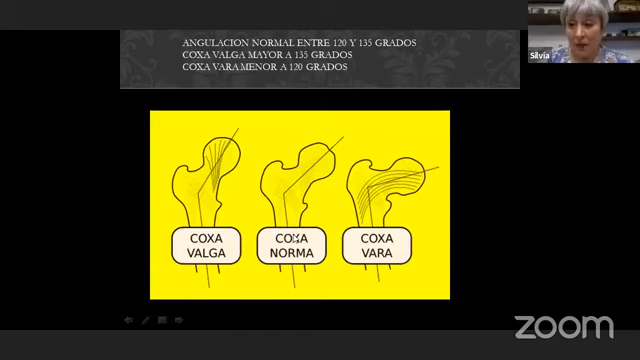 ANGULACION NORMAL ENTRE 120 Y 135 GRADOS
COXA VALGA MAYOR A 135 GRADOS
COXA VARA MENOR A 120 GRADOS
Silvia
COXA
VALGA
COXA
NORMA
COXA
VARA
zoom